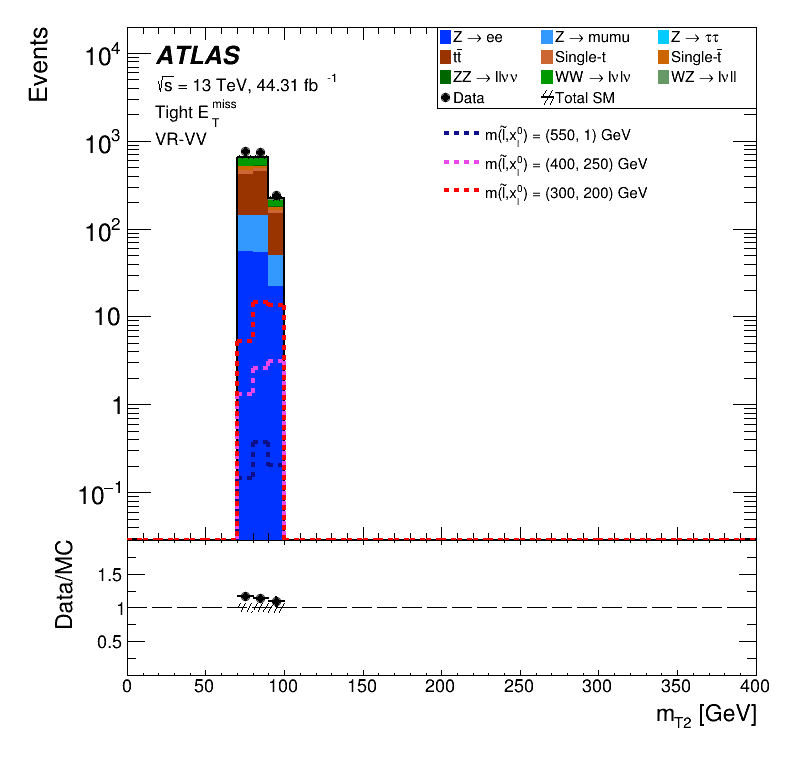 Events
10⁴
10³
10²
10
1
10⁻¹
ATLAS
√s = 13 TeV, 44.31 fb ⁻¹
Tight E_T^miss
VR-VV
Z → ee
Z → mumu
Z → ττ
tt̄
Single-t
Single-t̄
ZZ → llνν
WW → lνlν
WZ → lνll
Data
Total SM
m(l̃,x̃⁰₁) = (550, 1) GeV
m(l̃,x̃⁰₁) = (400, 250) GeV
m(l̃,x̃⁰₁) = (300, 200) GeV
Data/MC
1.5
1
0.5
0 50 100 150 200 250 300 350 400
m_T2 [GeV]